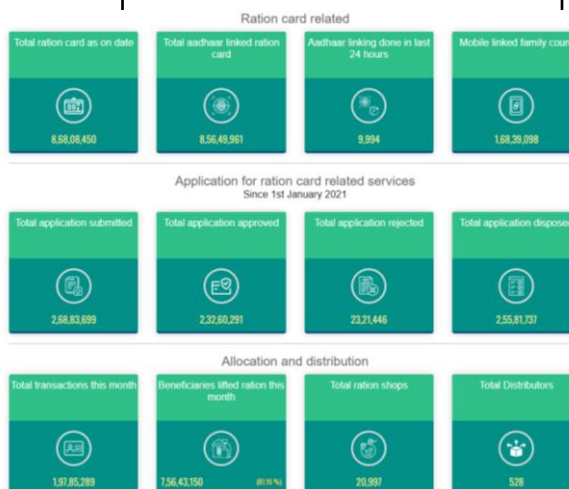 Ration card related
Total ration card as on date
8,68,08,450
Total aadhaar linked ration
card
8,56,49,961
Aadhaar linking done in last
24 hours
9,994
Mobile linked family coun
1,68,39,098
Application for ration card related services
Since 1st January 2021
Total application submitted
2,68,83,699
Total application approved
2,32,60,291
Total application rejected
23,21,446
Total application dispose
2,55,81,737
Allocation and distribution
Total transactions this month
1,97,85,289
Beneficiaries lifted ration this
month
7,56,43,150
Total ration shops
20,997
Total Distributors
528